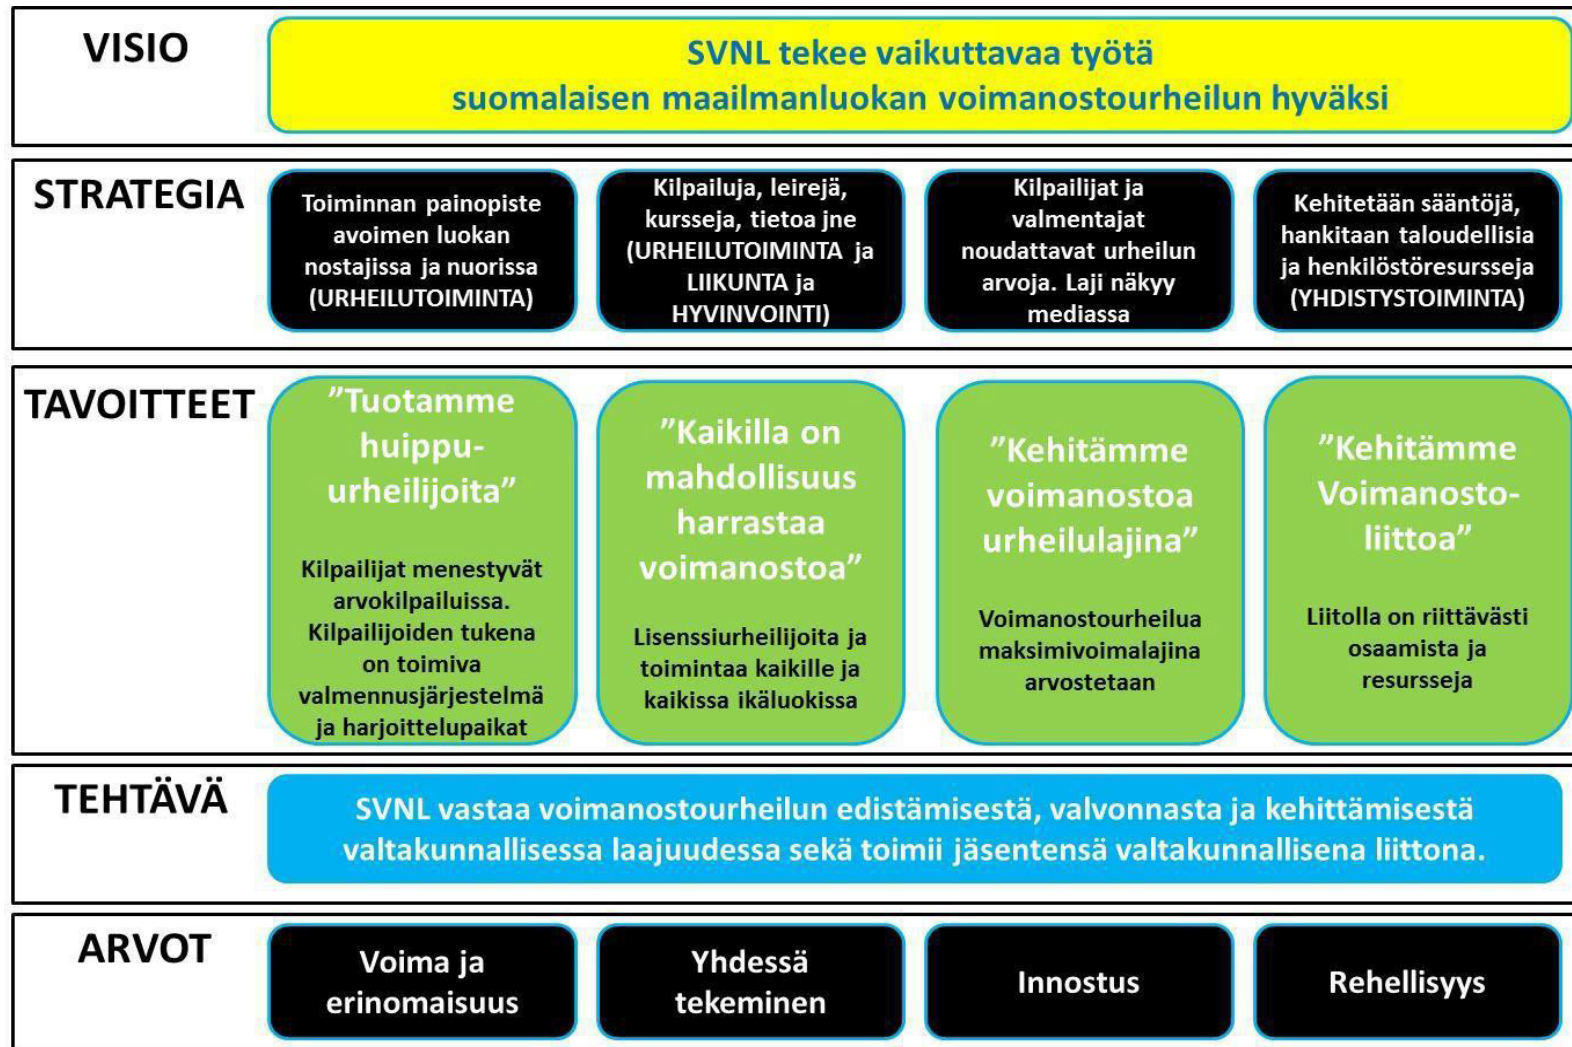 VISIO
SVNL tekee vaikuttavaa työtä
suomalaisen maailmanluokan voimanostourheilun hyväksi
STRATEGIA
Toiminnan painopiste
avoimen luokan
nostajissa ja nuorissa
(URHEILUTOIMINTA)
Kilpailuja, leirejä,
kursseja, tietoa jne
(URHEILUTOIMINTA ja
LIIKUNTA ja
HYVINVOINTI)
Kilpailijat ja
valmentajat
noudattavat urheilun
arvoja. Laji näkyy
mediassa
Kehitetään sääntöjä,
hankitaan taloudellisia
ja henkilöstöresursseja
(YHDISTYSTOIMINTA)
TAVOITTEET
”Tuotamme
huippu-
urheilijoita”
Kilpailijat menestyvät
arvokilpailuissa.
Kilpailijoiden tukena
on toimiva
valmennusjärjestelmä
ja harjoittelupaikat
”Kaikilla on
mahdollisuus
harrastaa
voimanostoa”
Lisenssiurheilijoita ja
toimintaa kaikille ja
kaikissa ikäluokissa
”Kehitämme
voimanostoa
urheilulajina”
Voimanostourheilua
maksimivoimalajina
arvostetaan
”Kehitämme
Voimanosto-
liittoa”
Liitolla on riittävästi
osaamista ja
resursseja
TEHTÄVÄ
SVNL vastaa voimanostourheilun edistämisestä, valvonnasta ja kehittämisestä
valtakunnallisessa laajuudessa sekä toimii jäsentensä valtakunnallisena liittona.
ARVOT
Voima ja
erinomaisuus
Yhdessä
tekeminen
Innostus
Rehellisyys